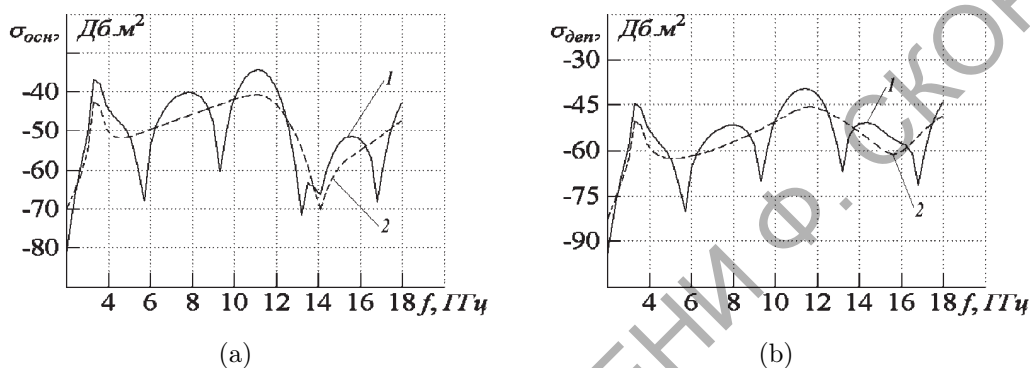 σосн, Дб.м²
-40
-50
-60
-70
-80
4 6 8 10 12 14 16 18 f, ГГц
1
2
(a)
σдеп, Дб.м²
-30
-45
-60
-75
-90
4 6 8 10 12 14 16 18 f, ГГц
1
2
(b)
ЕНИ Ф. СКОР